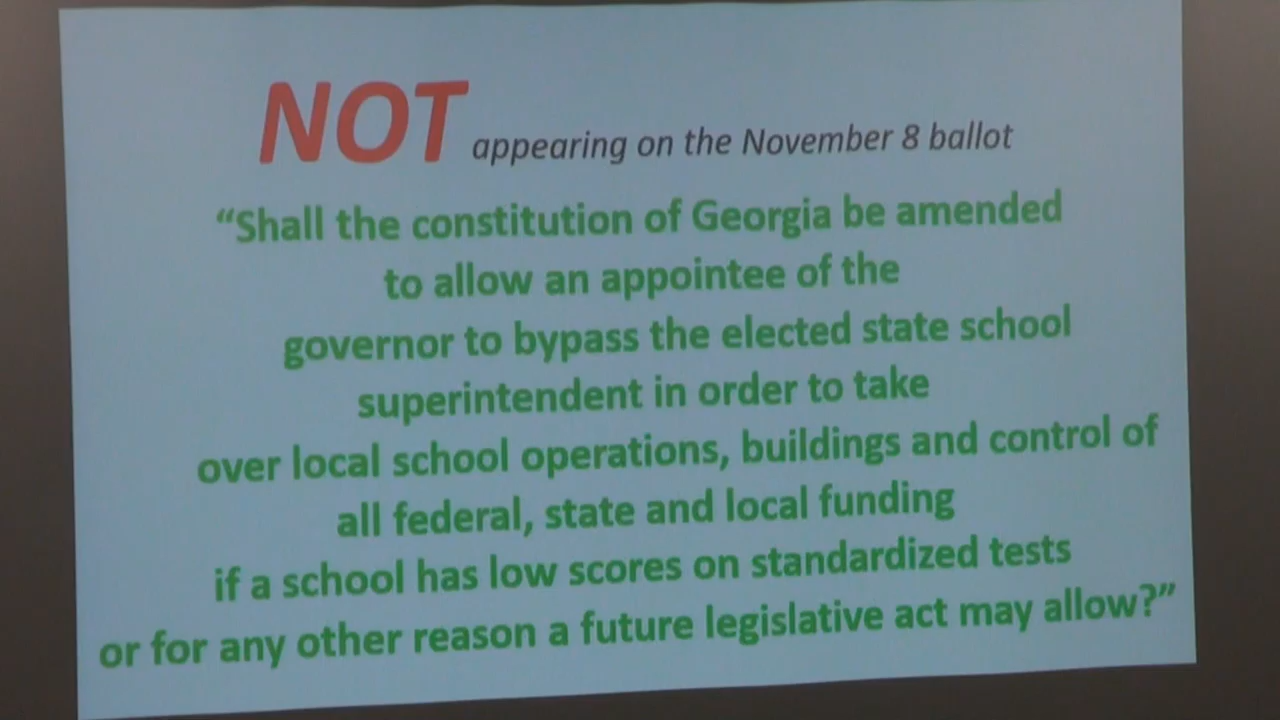 NOT appearing on the November 8 ballot
“Shall the constitution of Georgia be amended
to allow an appointee of the
governor to bypass the elected state school
superintendent in order to take
over local school operations, buildings and control of
all federal, state and local funding
if a school has low scores on standardized tests
or for any other reason a future legislative act may allow?”